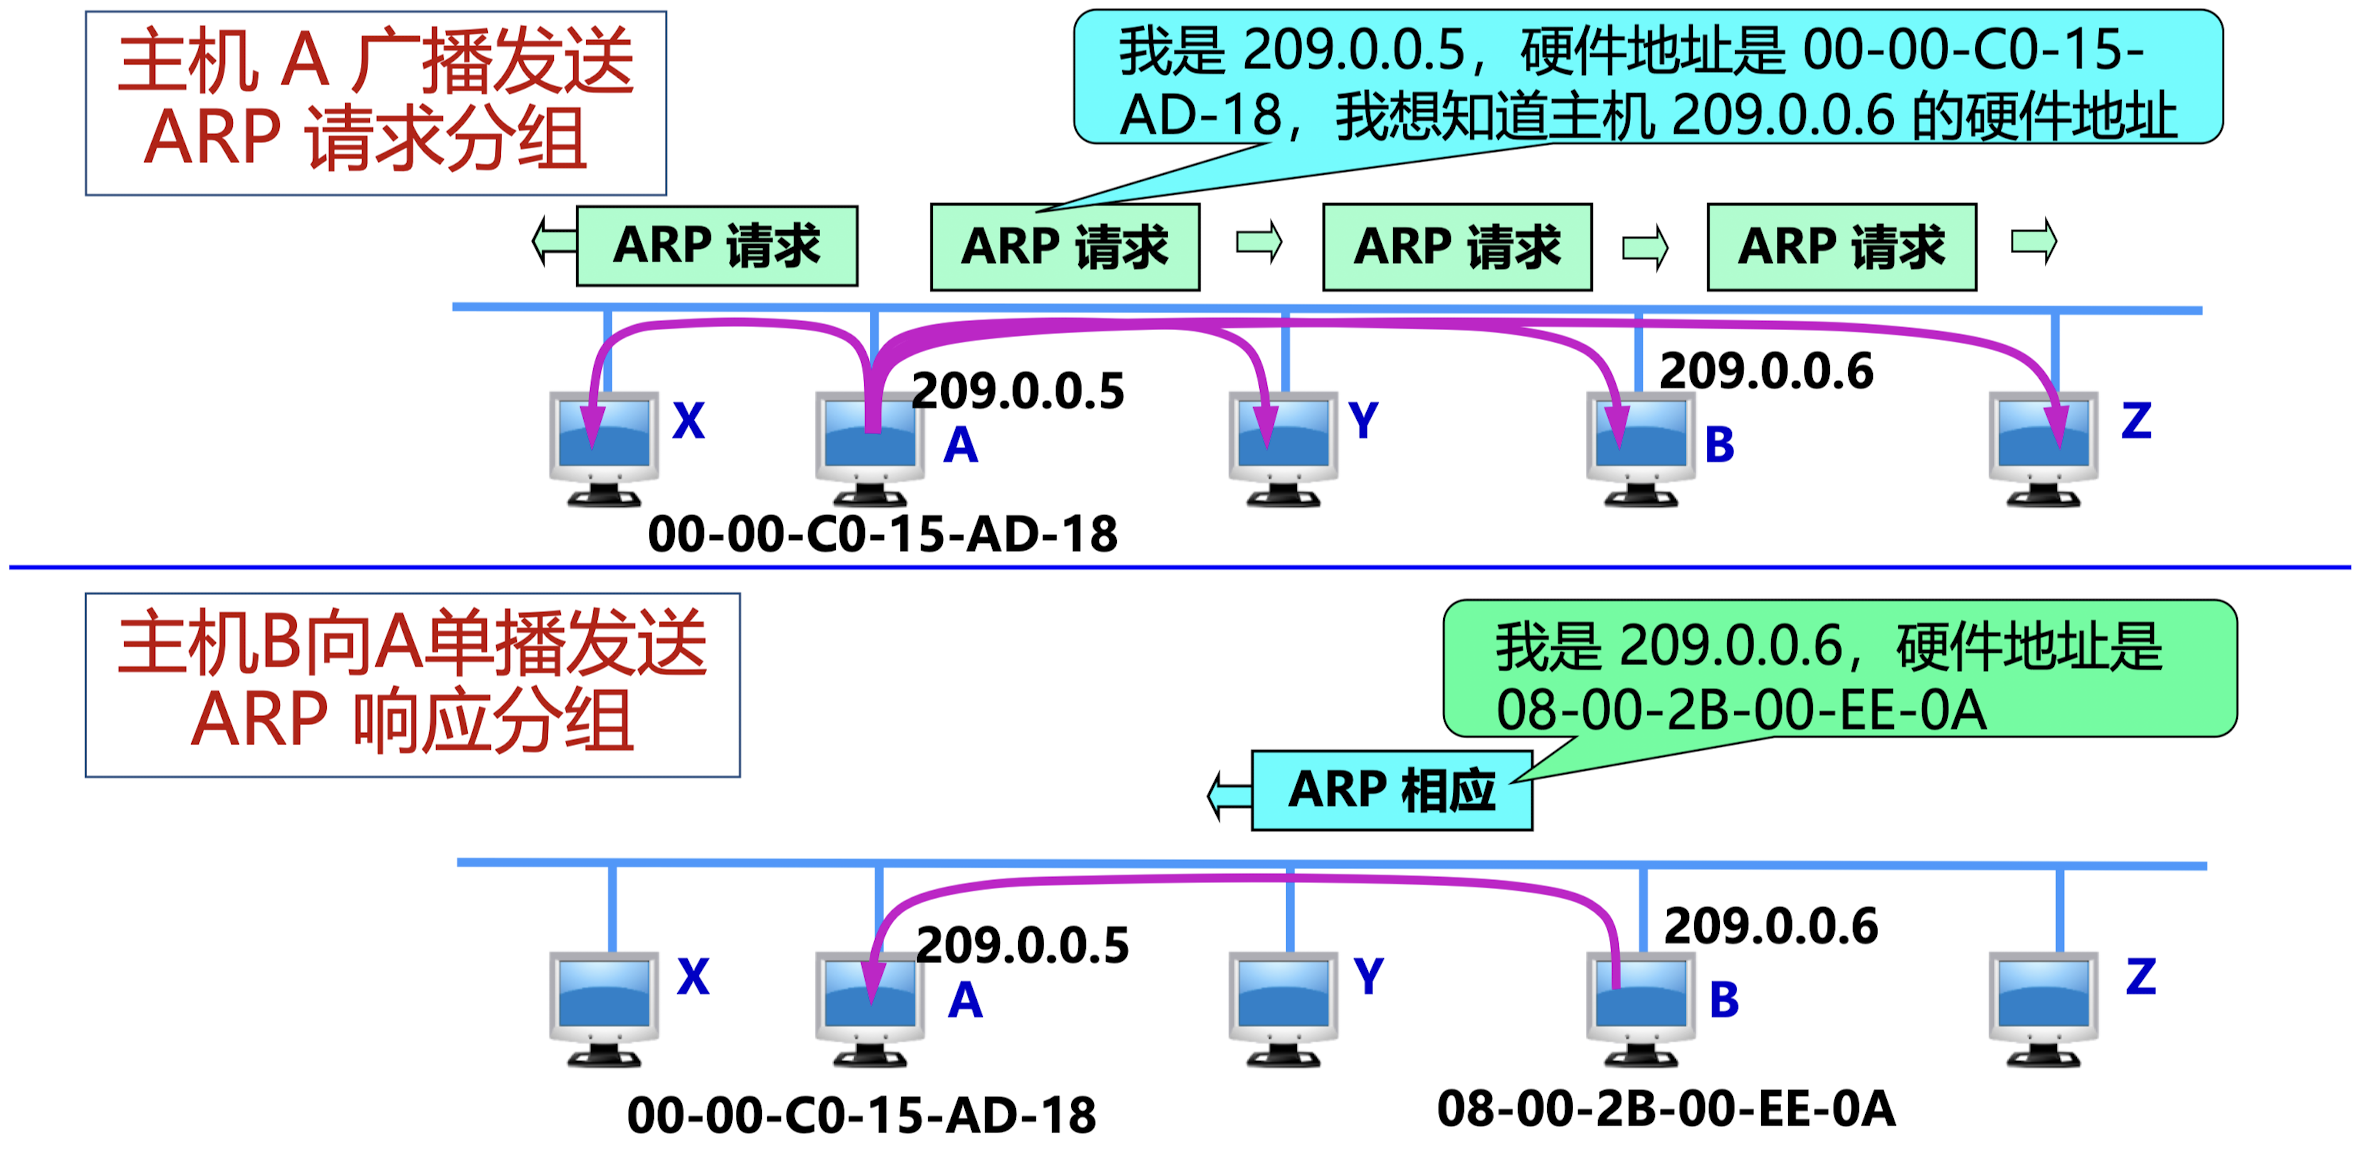 主机 A 广播发送
ARP 请求分组
我是 209.0.0.5，硬件地址是 00-00-C0-15-
AD-18，我想知道主机 209.0.0.6 的硬件地址
ARP 请求
ARP 请求
ARP 请求
ARP 请求
209.0.0.5
209.0.0.6
X
A
Y
B
Z
00-00-C0-15-AD-18
主机B向A单播发送
ARP 响应分组
我是 209.0.0.6，硬件地址是
08-00-2B-00-EE-0A
ARP 相应
209.0.0.5
209.0.0.6
X
A
Y
B
Z
00-00-C0-15-AD-18
08-00-2B-00-EE-0A